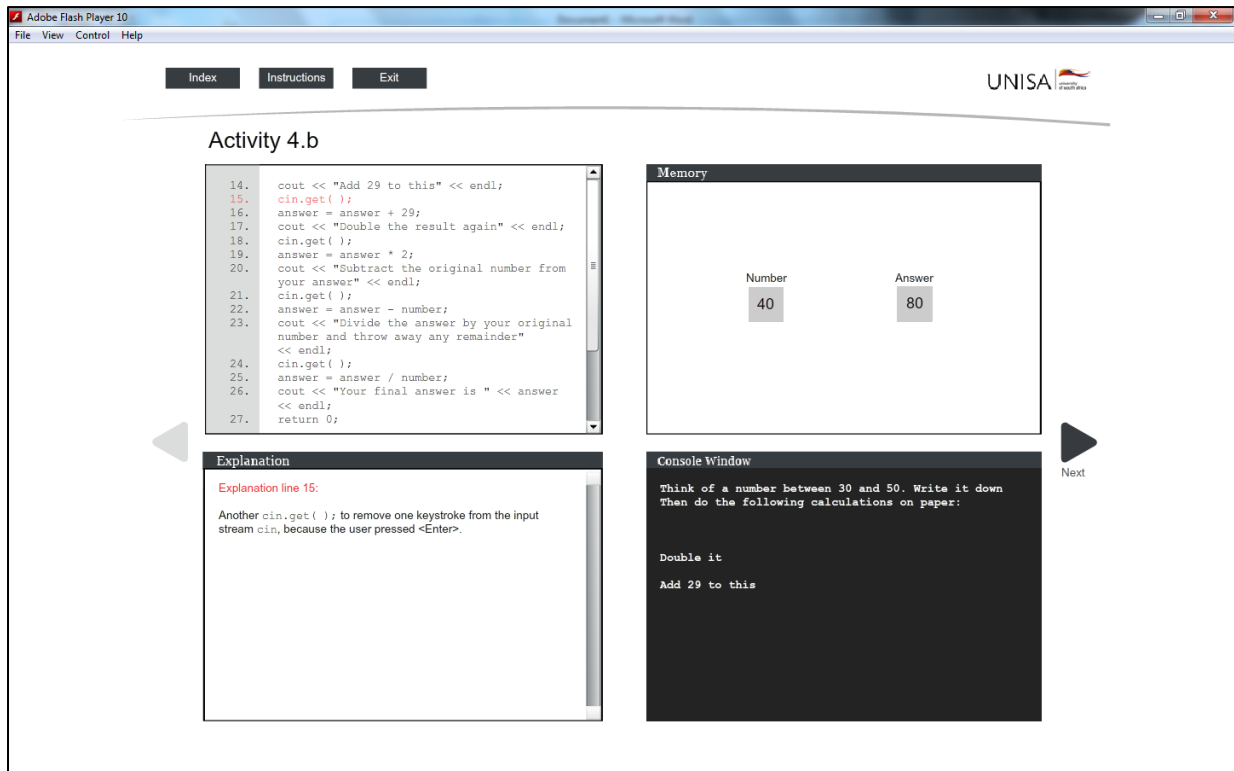 Adobe Flash Player 10
Document1 - Microsoft Word
File View Control Help
Index Instructions Exit
UNISA university of south africa
Activity 4.b
14. cout << "Add 29 to this" << endl;
15. cin.get( );
16. answer = answer + 29;
17. cout << "Double the result again" << endl;
18. cin.get( );
19. answer = answer * 2;
20. cout << "Subtract the original number from
your answer" << endl;
21. cin.get( );
22. answer = answer - number;
23. cout << "Divide the answer by your original
number and throw away any remainder"
<< endl;
24. cin.get( );
25. answer = answer / number;
26. cout << "Your final answer is " << answer
<< endl;
27. return 0;
Memory
Number Answer
40 80
Next
Explanation
Explanation line 15:
Another cin.get( ); to remove one keystroke from the input
stream cin, because the user pressed <Enter>.
Console Window
Think of a number between 30 and 50. Write it down
Then do the following calculations on paper:
Double it
Add 29 to this